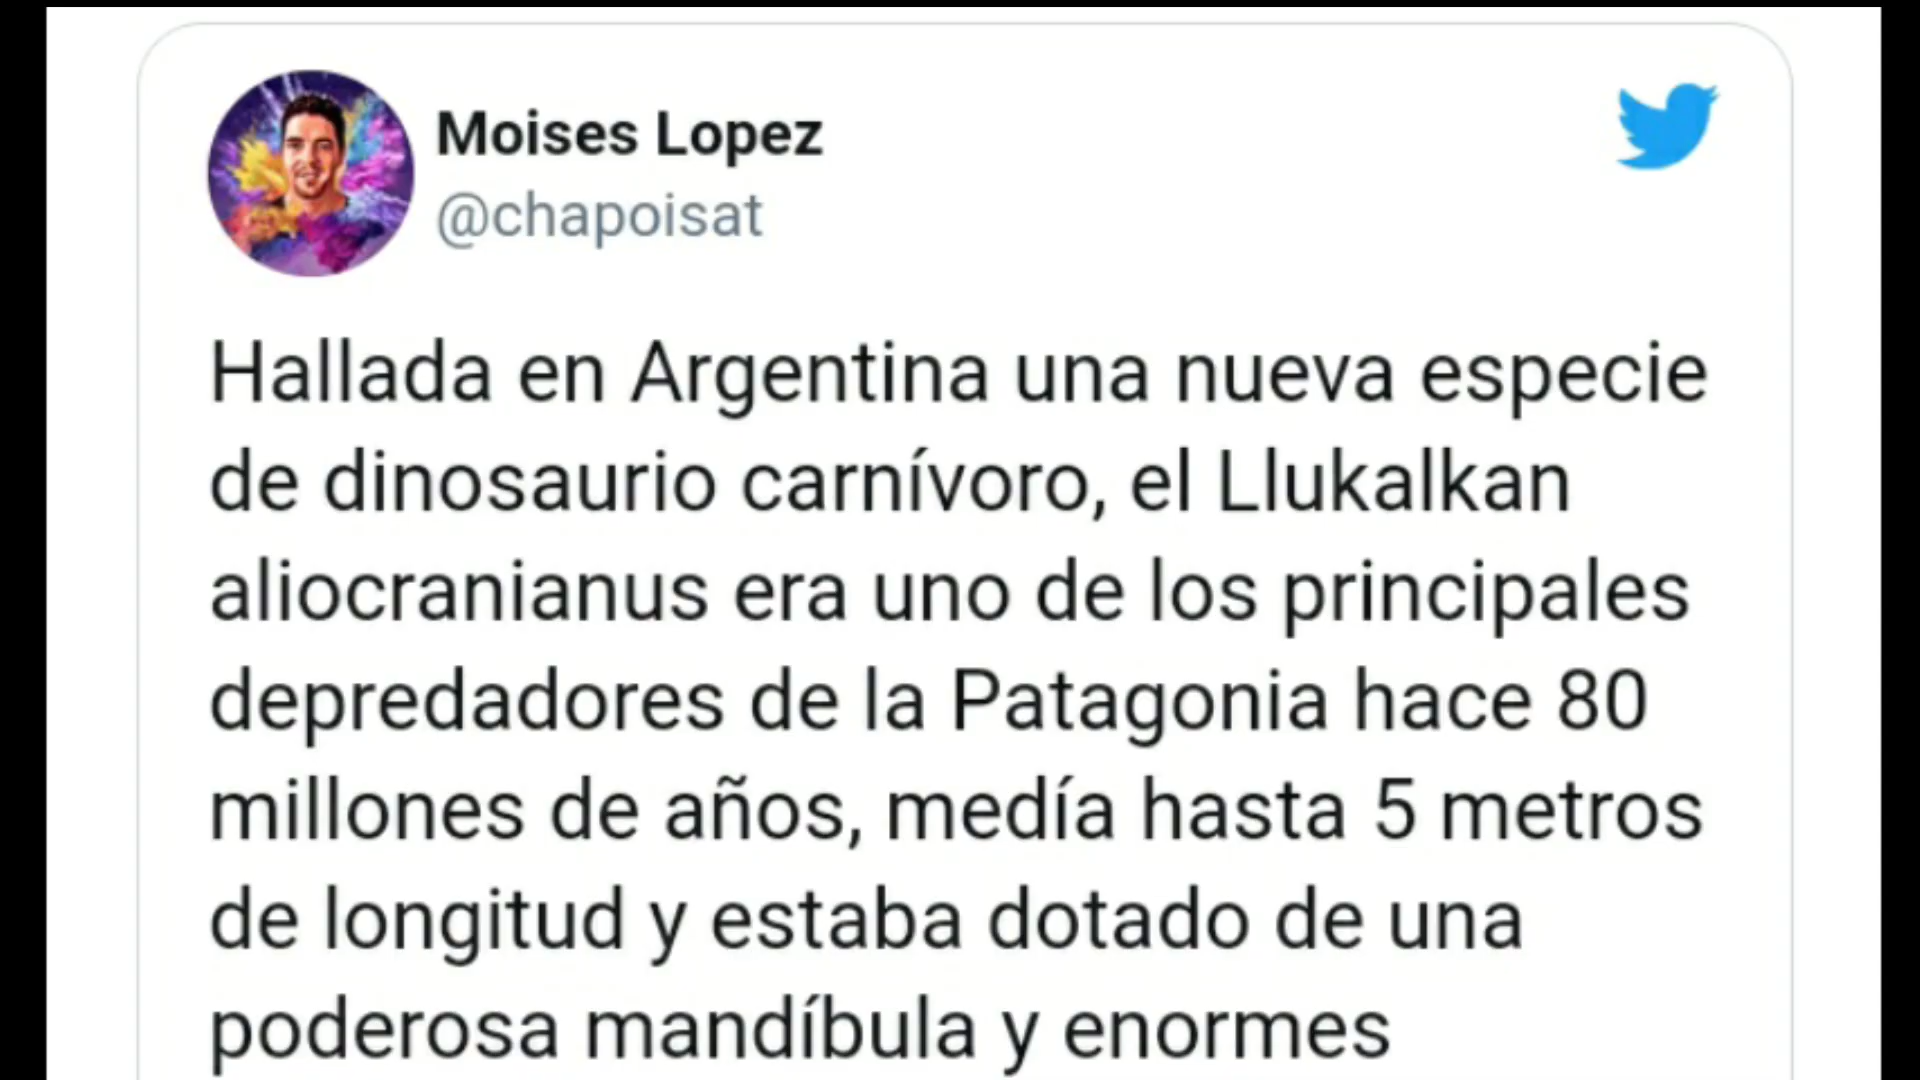 Moises Lopez
@chapoisat
Hallada en Argentina una nueva especie
de dinosaurio carnívoro, el Llukalkan
aliocranianus era uno de los principales
depredadores de la Patagonia hace 80
millones de años, medía hasta 5 metros
de longitud y estaba dotado de una
poderosa mandíbula y enormes